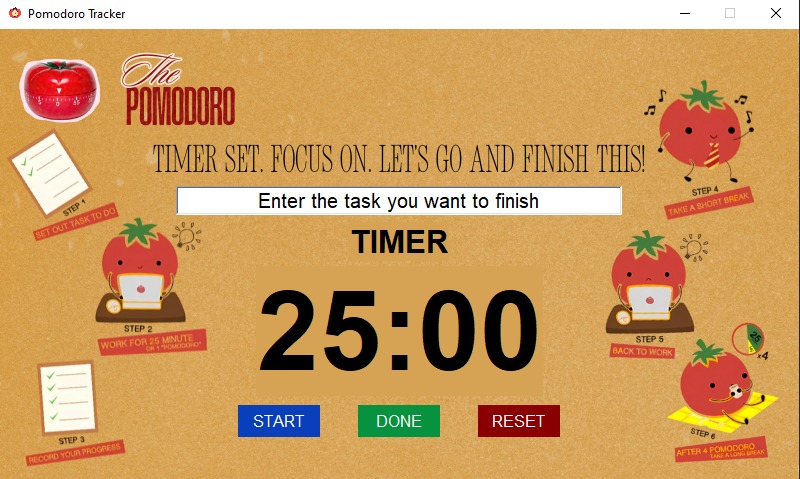 Pomodoro Tracker
The
POMODORO
TIMER SET. FOCUS ON. LET'S GO AND FINISH THIS!
Enter the task you want to finish
TIMER
25:00
START
DONE
RESET
STEP 1
SET OUT TASK TO DO
STEP 2
WORK FOR 25 MINUTE
OR 1 "POMODORO"
STEP 3
RECORD YOUR PROGRESS
STEP 4
TAKE A SHORT BREAK
STEP 5
BACK TO WORK
25
5
x4
STEP 6
AFTER 4 POMODORO
TAKE A LONG BREAK